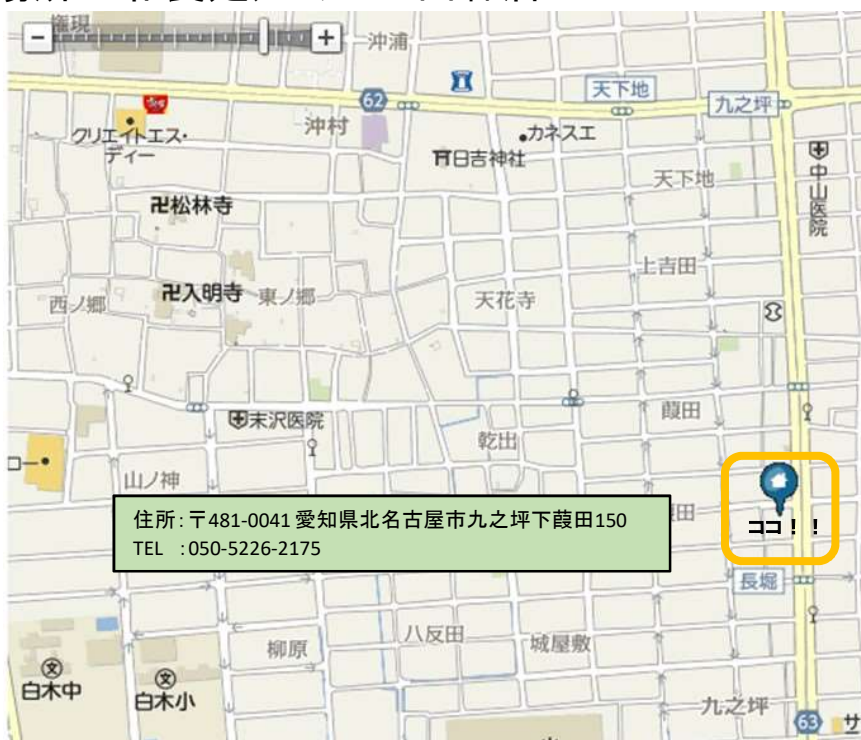 権現
沖浦
62
天下地
九之坪
クリエイトエス・
ディー
沖村
カネスエ
日吉神社
中山医院
天下地
松林寺
上吉田
入明寺
東ノ郷
西ノ郷
天花寺
末沢医院
葭田
乾出
山ノ神
住所:〒481-0041 愛知県北名古屋市九之坪下葭田150
TEL :050-5226-2175
田
ココ!!
長堀
柳原
八反田
城屋敷
文
白木中
文
白木小
九之坪
63
サ